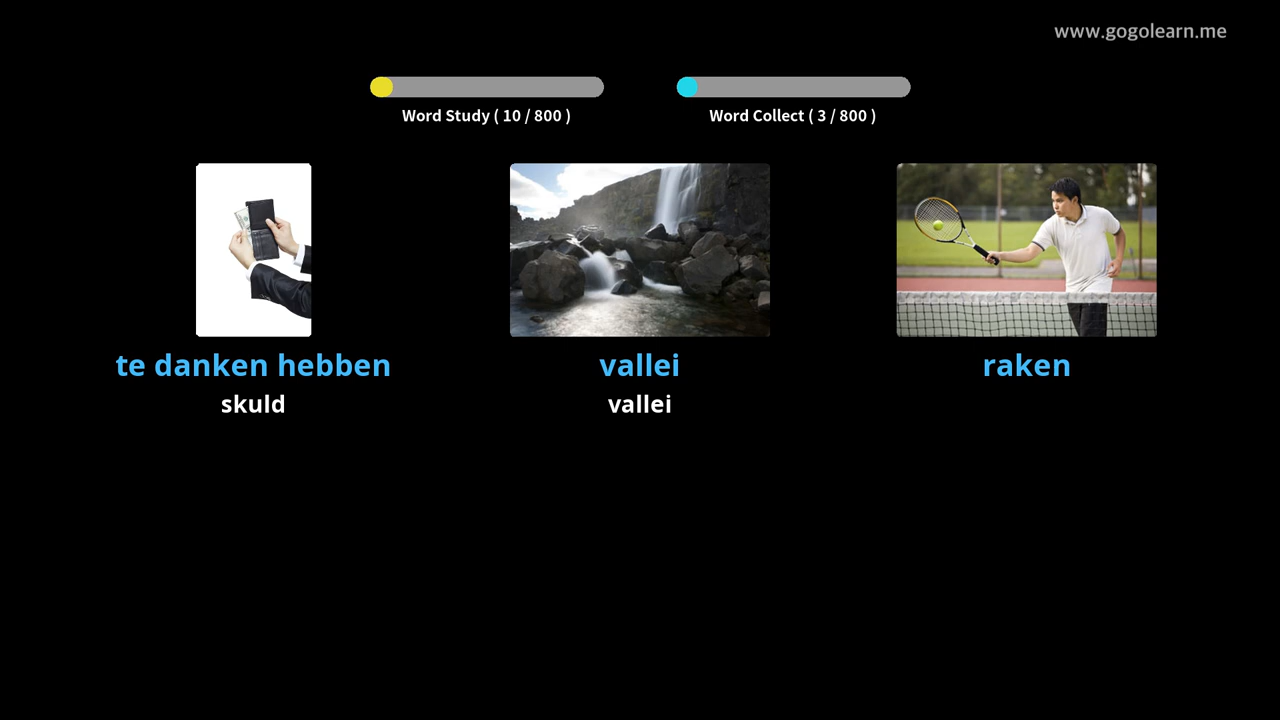 www.gogolearn.me
Word Study ( 10 / 800 )
Word Collect ( 3 / 800 )
te danken hebben
skuld
vallei
vallei
raken